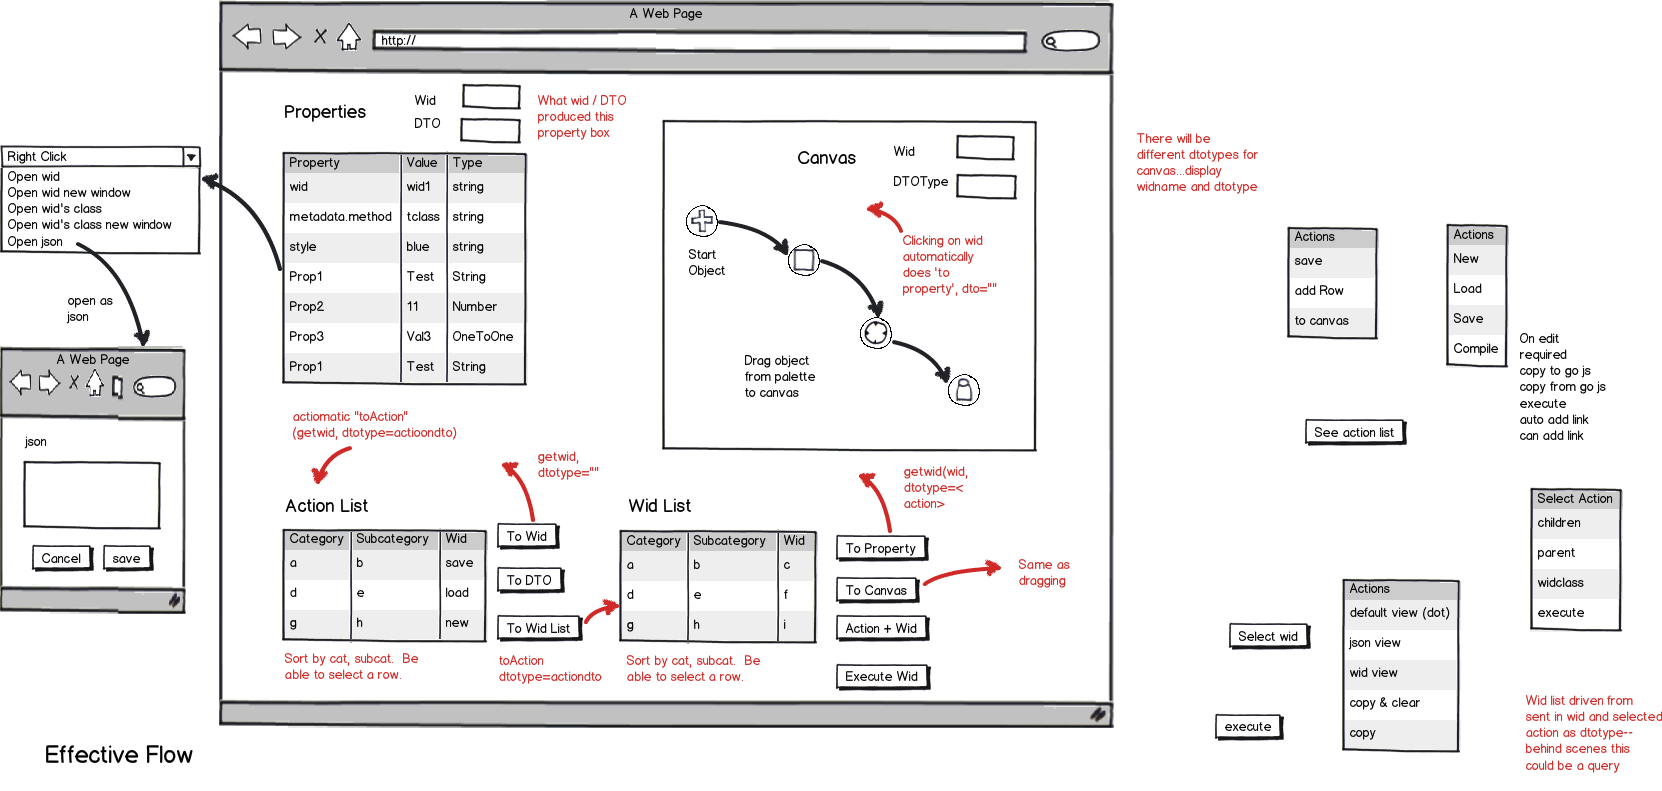 A Web Page
http://
Properties
Wid
DTO
What wid / DTO
produced this
property box
Property Value Type
wid wid1 string
metadata.method tclass string
style blue string
Prop1 Test String
Prop2 11 Number
Prop3 Val3 OneToOne
Prop1 Test String
Right Click
Open wid
Open wid new window
Open wid's class
Open wid's class new window
Open json
open as
json
A Web Page
json
Cancel
save
Canvas
Wid
DTOType
Start
Object
Clicking on wid
automatically
does 'to
property', dto=""
Drag object
from palette
to canvas
actiomatic "toAction"
(getwid, dtotype=actioondto)
getwid,
dtotype=""
getwid(wid,
dtotype=<
action>
Action List
Category Subcategory Wid
a b save
d e load
g h new
Sort by cat, subcat. Be
able to select a row.
To Wid
To DTO
To Wid List
toAction
dtotype=actiondto
Wid List
Category Subcategory Wid
a b c
d e f
g h i
Sort by cat, subcat. Be
able to select a row.
To Property
To Canvas
Action + Wid
Execute Wid
Same as
dragging
There will be
different dtotypes for
canvas...display
widname and dtotype
Actions
save
add Row
to canvas
Actions
New
Load
Save
Compile
On edit
required
copy to go js
copy from go js
execute
auto add link
can add link
See action list
Select Action
children
parent
widclass
execute
Select wid
execute
Actions
default view (dot)
json view
wid view
copy & clear
copy
Wid list driven from
sent in wid and selected
action as dtotype--
behind scenes this
could be a query
Effective Flow